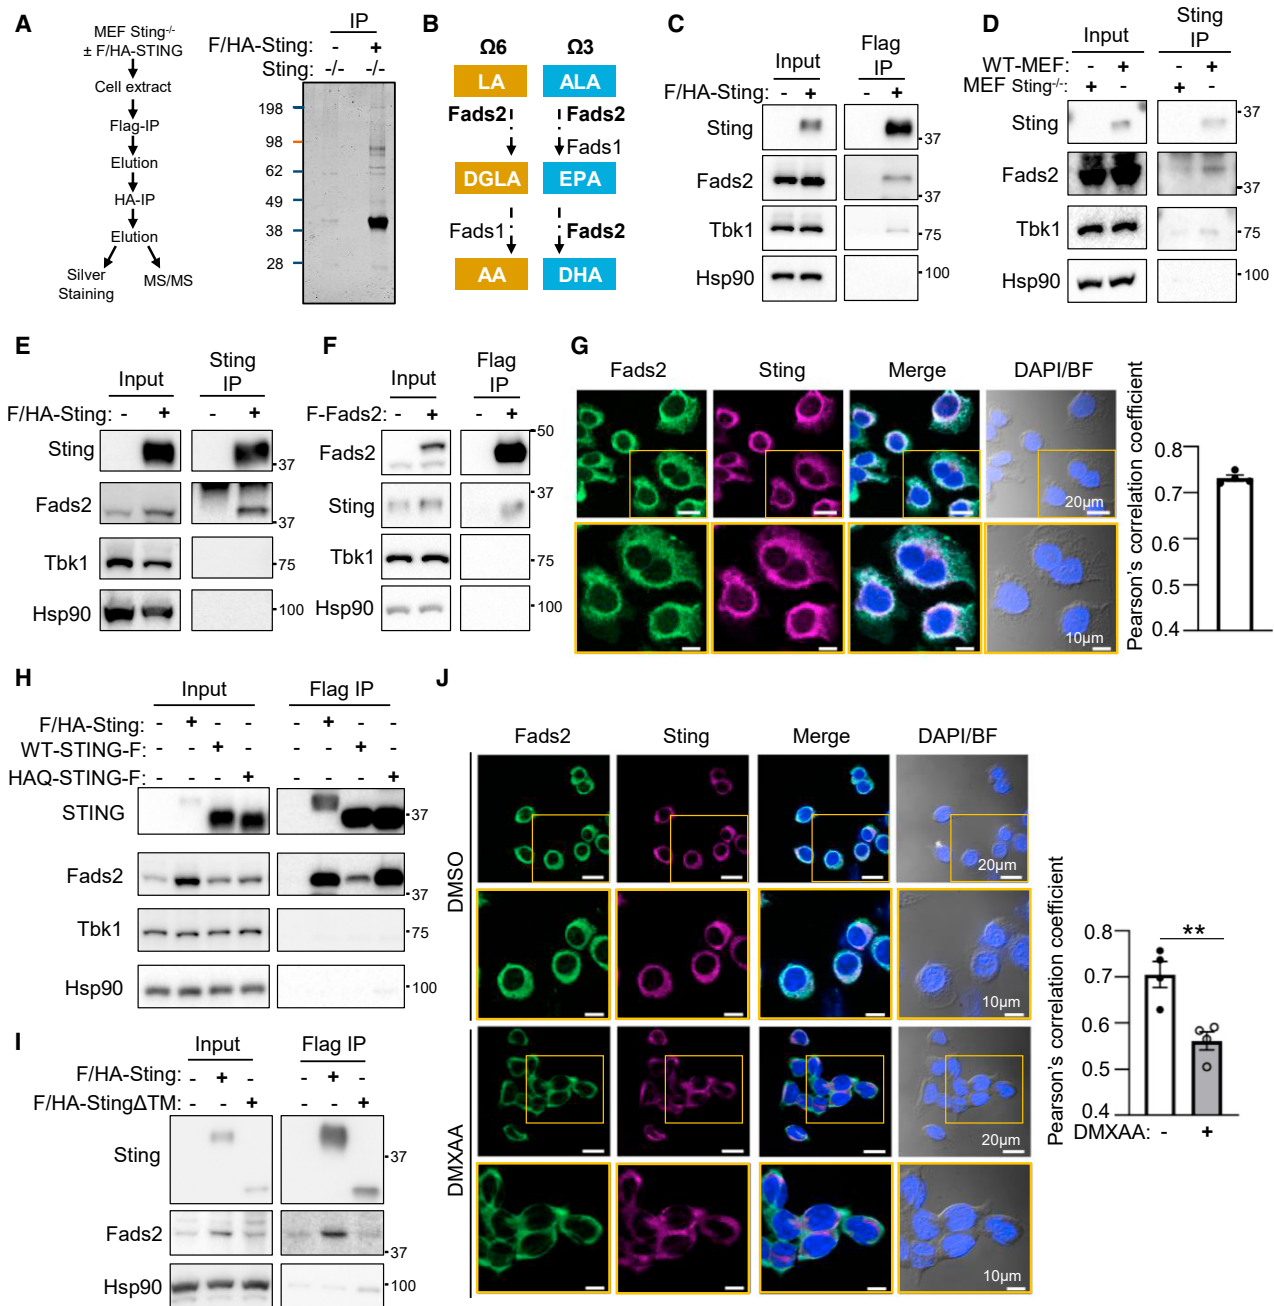 A
MEF Sting-/-
± F/HA-STING
Cell extract
Flag-IP
Elution
HA-IP
Elution
Silver
Staining
MS/MS
IP
F/HA-Sting: - +
Sting: -/- -/-
198
98
62
49
38
28
B
Ω6 Ω3
LA ALA
Fads2 Fads2
Fads1
DGLA EPA
Fads1 Fads2
AA DHA
C
Input Flag IP
F/HA-Sting: - + - +
Sting 37
Fads2 37
Tbk1 75
Hsp90 100
D
Input Sting IP
WT-MEF: - + - +
MEF Sting-/-: + - + -
Sting 37
Fads2 37
Tbk1 75
Hsp90 100
E
Input Sting IP
F/HA-Sting: - + - +
Sting 37
Fads2 37
Tbk1 75
Hsp90 100
F
Input Flag IP
F-Fads2: - + - +
Fads2 50
Sting 37
Tbk1 75
Hsp90 100
G
Fads2 Sting Merge DAPI/BF
20μm
10μm
Pearson's correlation coefficient
0.8
0.7
0.6
0.5
0.4
H
Input Flag IP
F/HA-Sting: - + - - - + - -
WT-STING-F: - - + - - - + -
HAQ-STING-F: - - - + - - - +
STING 37
Fads2 37
Tbk1 75
Hsp90 100
I
Input Flag IP
F/HA-Sting: - + - - + -
F/HA-StingΔTM: - - + - - +
Sting 37
Fads2 37
Hsp90 100
J
Fads2 Sting Merge DAPI/BF
DMSO
20μm
10μm
DMXAA
20μm
10μm
Pearson's correlation coefficient
**
0.8
0.7
0.6
0.5
0.4
DMXAA: - +